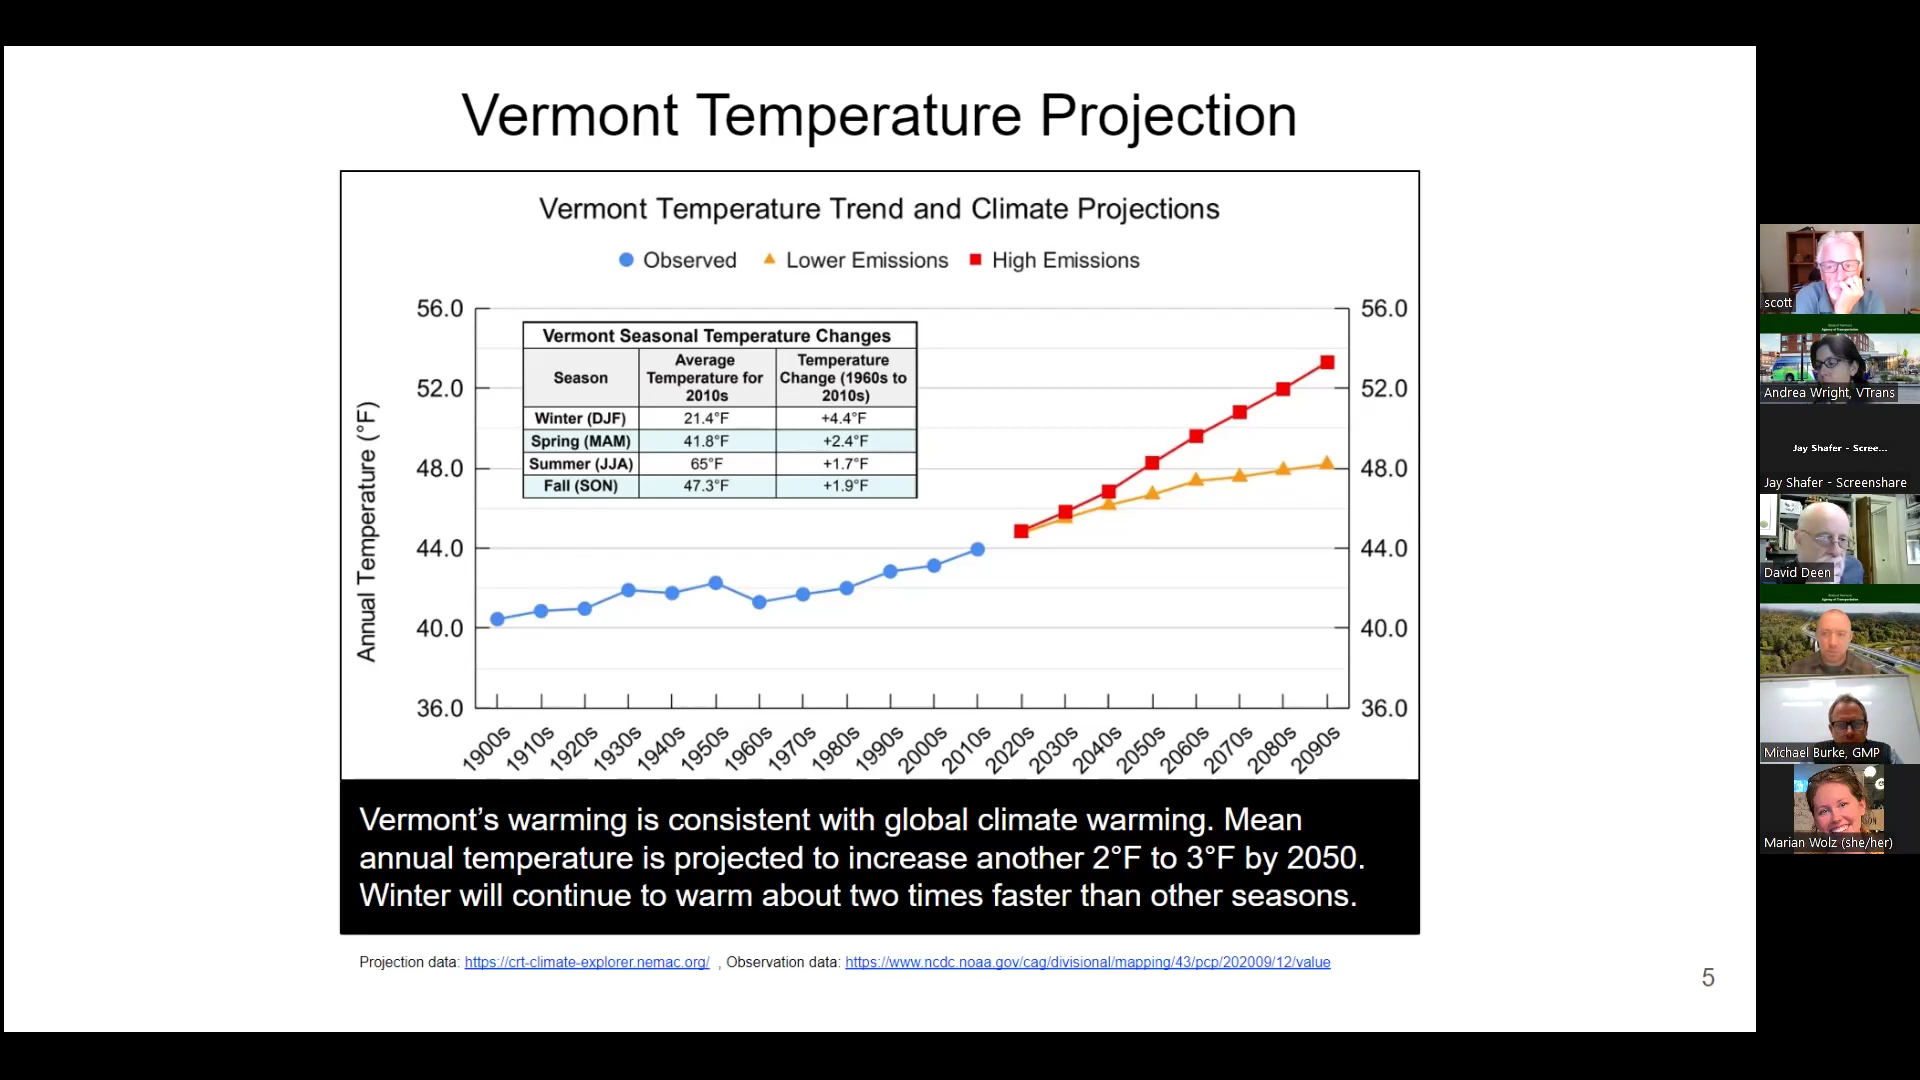 Vermont Temperature Projection
Vermont Temperature Trend and Climate Projections
Observed Lower Emissions High Emissions
Annual Temperature (°F)
56.0
52.0
48.0
44.0
40.0
36.0
Vermont Seasonal Temperature Changes
Season Average Temperature for 2010s Temperature Change (1960s to 2010s)
Winter (DJF) 21.4°F +4.4°F
Spring (MAM) 41.8°F +2.4°F
Summer (JJA) 65°F +1.7°F
Fall (SON) 47.3°F +1.9°F
56.0
52.0
48.0
44.0
40.0
36.0
1900s 1910s 1920s 1930s 1940s 1950s 1960s 1970s 1980s 1990s 2000s 2010s 2020s 2030s 2040s 2050s 2060s 2070s 2080s 2090s
Vermont’s warming is consistent with global climate warming. Mean
annual temperature is projected to increase another 2°F to 3°F by 2050.
Winter will continue to warm about two times faster than other seasons.
Projection data: https://crt-climate-explorer.nemac.org/ , Observation data: https://www.ncdc.noaa.gov/cag/divisional/mapping/43/pcp/202009/12/value
5
scott
Andrea Wright, VTrans
Jay Shafer - Scree...
Jay Shafer - Screenshare
David Deen
Michael Burke, GMP
Marian Wolz (she/her)